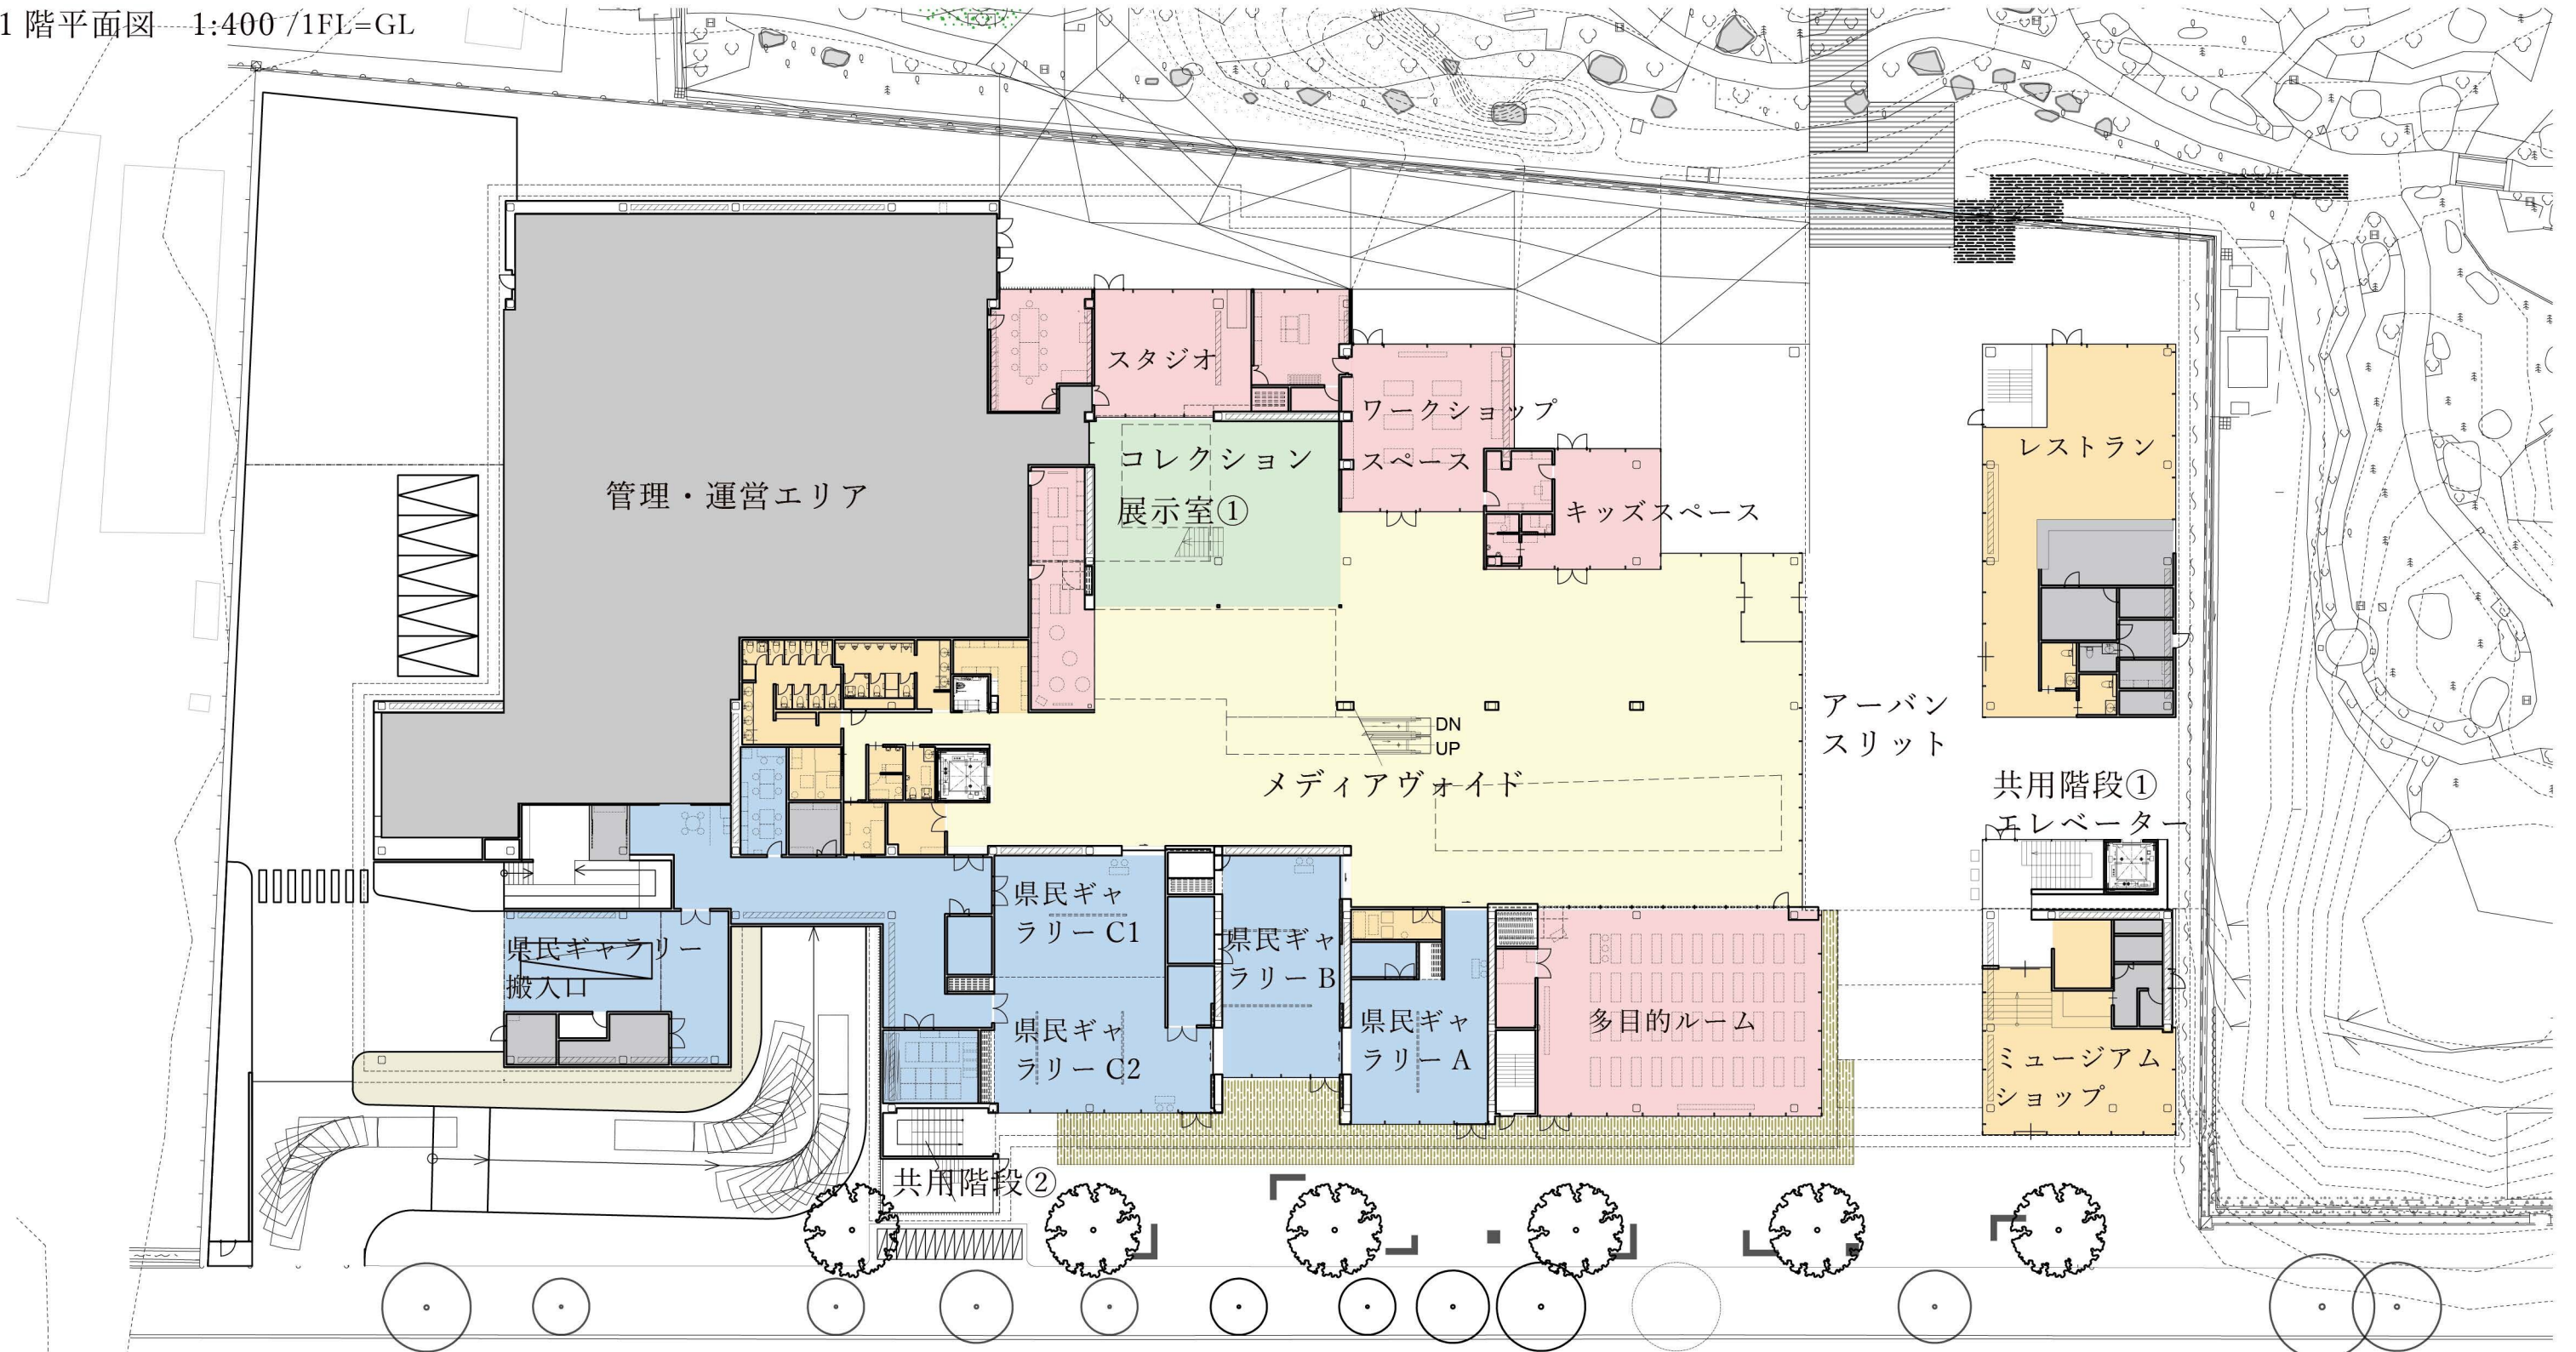 1 階平面図　1:400 /1FL=GL
スタジオ
ワークショップ
スペース
コレクション
展示室①
レストラン
管理・運営エリア
キッズスペース
アーバン
スリット
DN
UP
メディアヴォイド
共用階段①
エレベーター
県民ギャ
ラリー C1
県民ギャラリー
搬入口
県民ギャ
ラリー B
県民ギャ
ラリー C2
県民ギャ
ラリー A
多目的ルーム
ミュージアム
ショップ
共用階段②